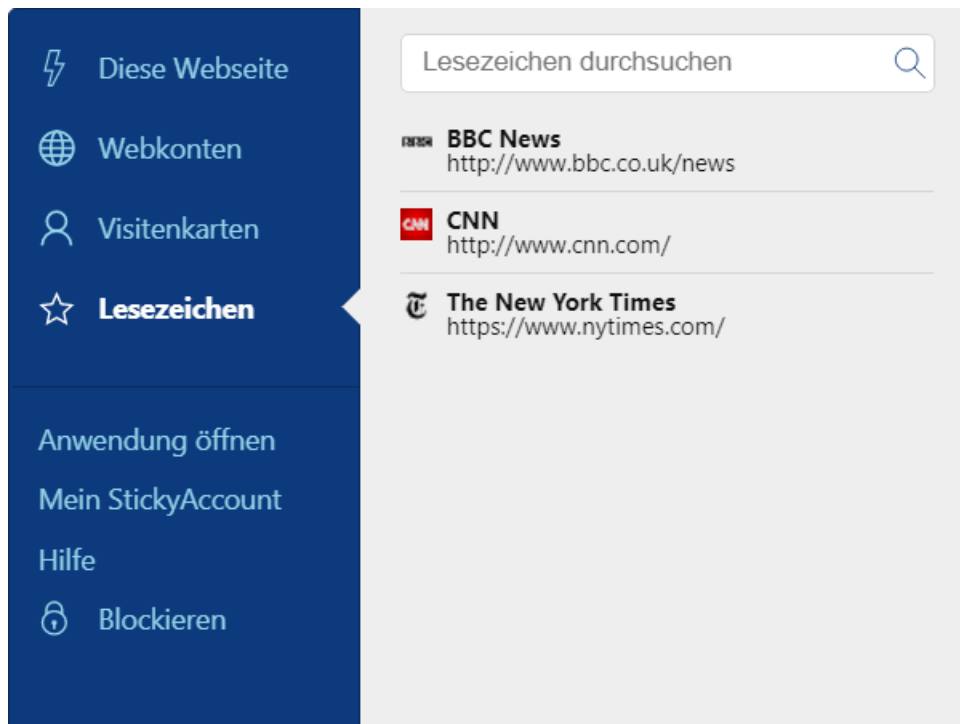 Diese Webseite
Webkonten
Visitenkarten
Lesezeichen
Anwendung öffnen
Mein StickyAccount
Hilfe
Blockieren
Lesezeichen durchsuchen
BBC News
http://www.bbc.co.uk/news
CNN
CNN
http://www.cnn.com/
The New York Times
https://www.nytimes.com/